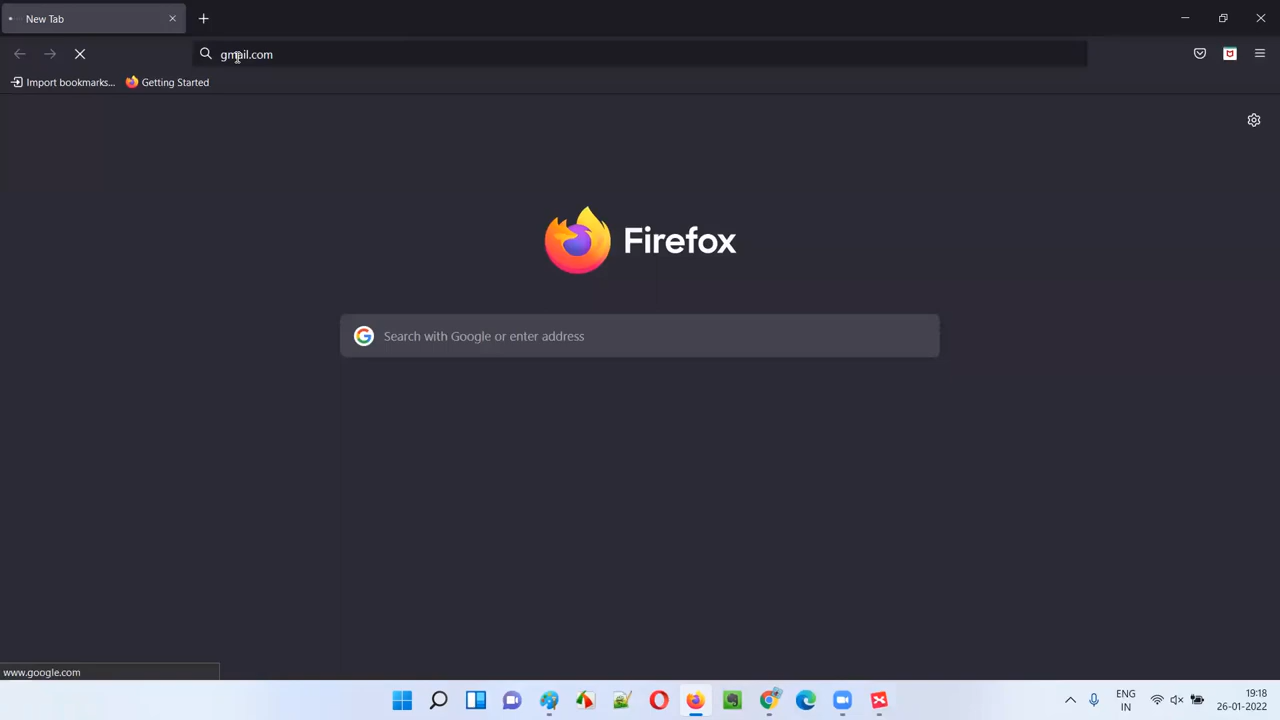 New Tab
gmail.com
Import bookmarks...
Getting Started
Firefox
Search with Google or enter address
www.google.com
ENG
IN
19:18
26-01-2022